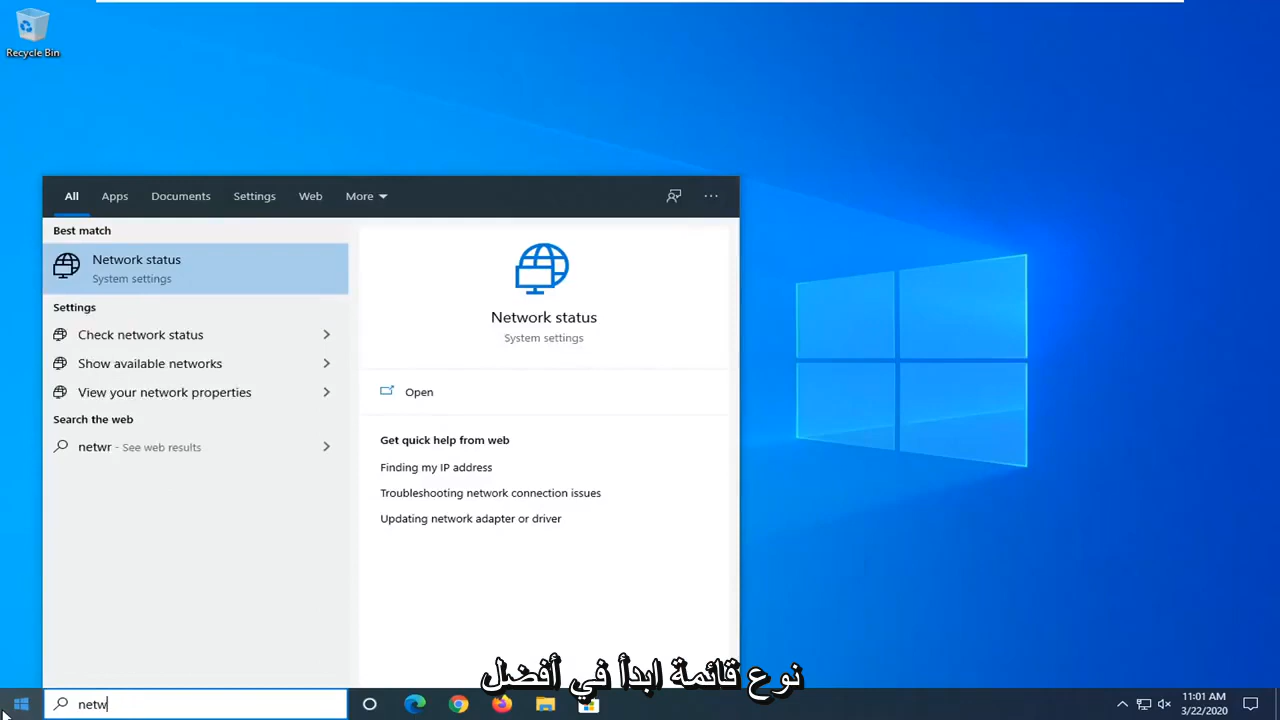 Recycle Bin
All Apps Documents Settings Web More
Best match
Network status
System settings
Settings
Check network status
Show available networks
View your network properties
Search the web
netwr - See web results
Network status
System settings
Open
Get quick help from web
Finding my IP address
Troubleshooting network connection issues
Updating network adapter or driver
نوع قائمة ابدأ في أفضل
netw
11:01 AM
3/22/2020